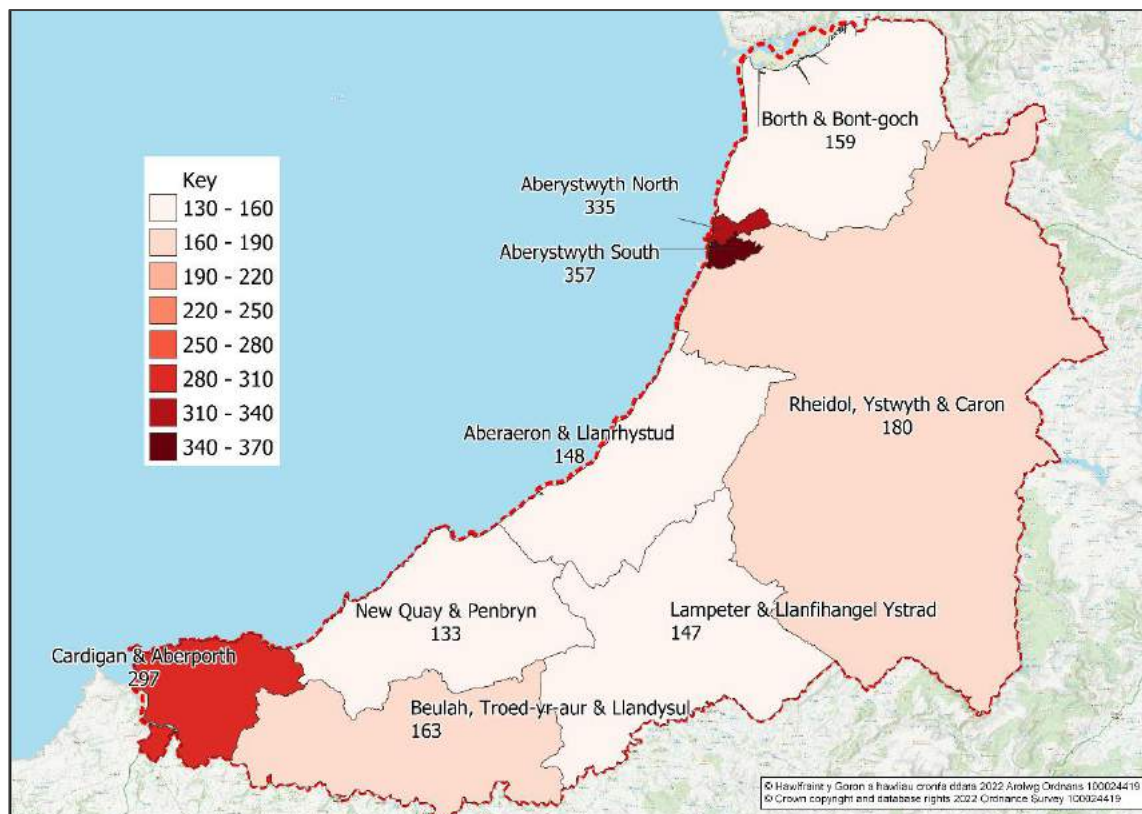 Borth & Bont-goch
159
Aberystwyth North
335
Aberystwyth South
357
Key
130 - 160
160 - 190
190 - 220
220 - 250
250 - 280
280 - 310
310 - 340
340 - 370
Rheidol, Ystwyth & Caron
180
Aberaeron & Llanrhystud
148
New Quay & Penbryn
133
Lampeter & Llanfihangel Ystrad
147
Cardigan & Aberporth
297
Beulah, Troed-yr-aur & Llandysul
163
© Hawlfraint y Goron a hawliau cronfa ddata 2022 Arolwg Ordnans 100024419
© Crown copyright and database rights 2022 Ordnance Survey 100024419